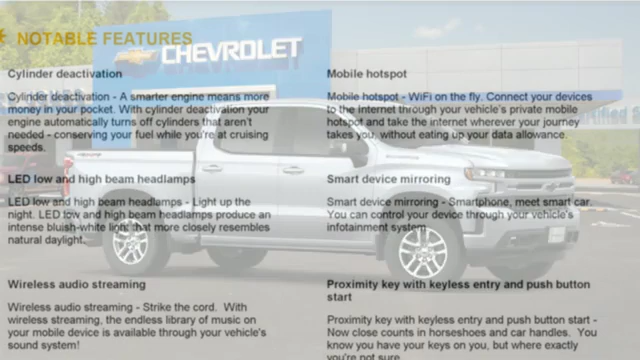 NOTABLE FEATURES
CHEVROLET
Cylinder deactivation
Cylinder deactivation - A smarter engine means more
money in your pocket. With cylinder deactivation your
engine automatically turns off cylinders that aren't
needed - conserving your fuel while you're at cruising
speeds.
LED low and high beam headlamps
LED low and high beam headlamps - Light up the
night. LED low and high beam headlamps produce an
intense bluish-white light that more closely resembles
natural daylight.
Wireless audio streaming
Wireless audio streaming - Strike the cord. With
wireless streaming, the endless library of music on
your mobile device is available through your vehicle's
sound system!
Mobile hotspot
Mobile hotspot - WiFi on the fly. Connect your devices
to the internet through your vehicle's private mobile
hotspot and take the internet wherever your journey
takes you, without eating up your data allowance.
Smart device mirroring
Smart device mirroring - Smartphone, meet smart car.
You can control your device through your vehicle's
infotainment system.
Proximity key with keyless entry and push button
start
Proximity key with keyless entry and push button start -
Now close counts in horseshoes and car handles. You
know you have your keys on you, but where exactly
you're not sure.